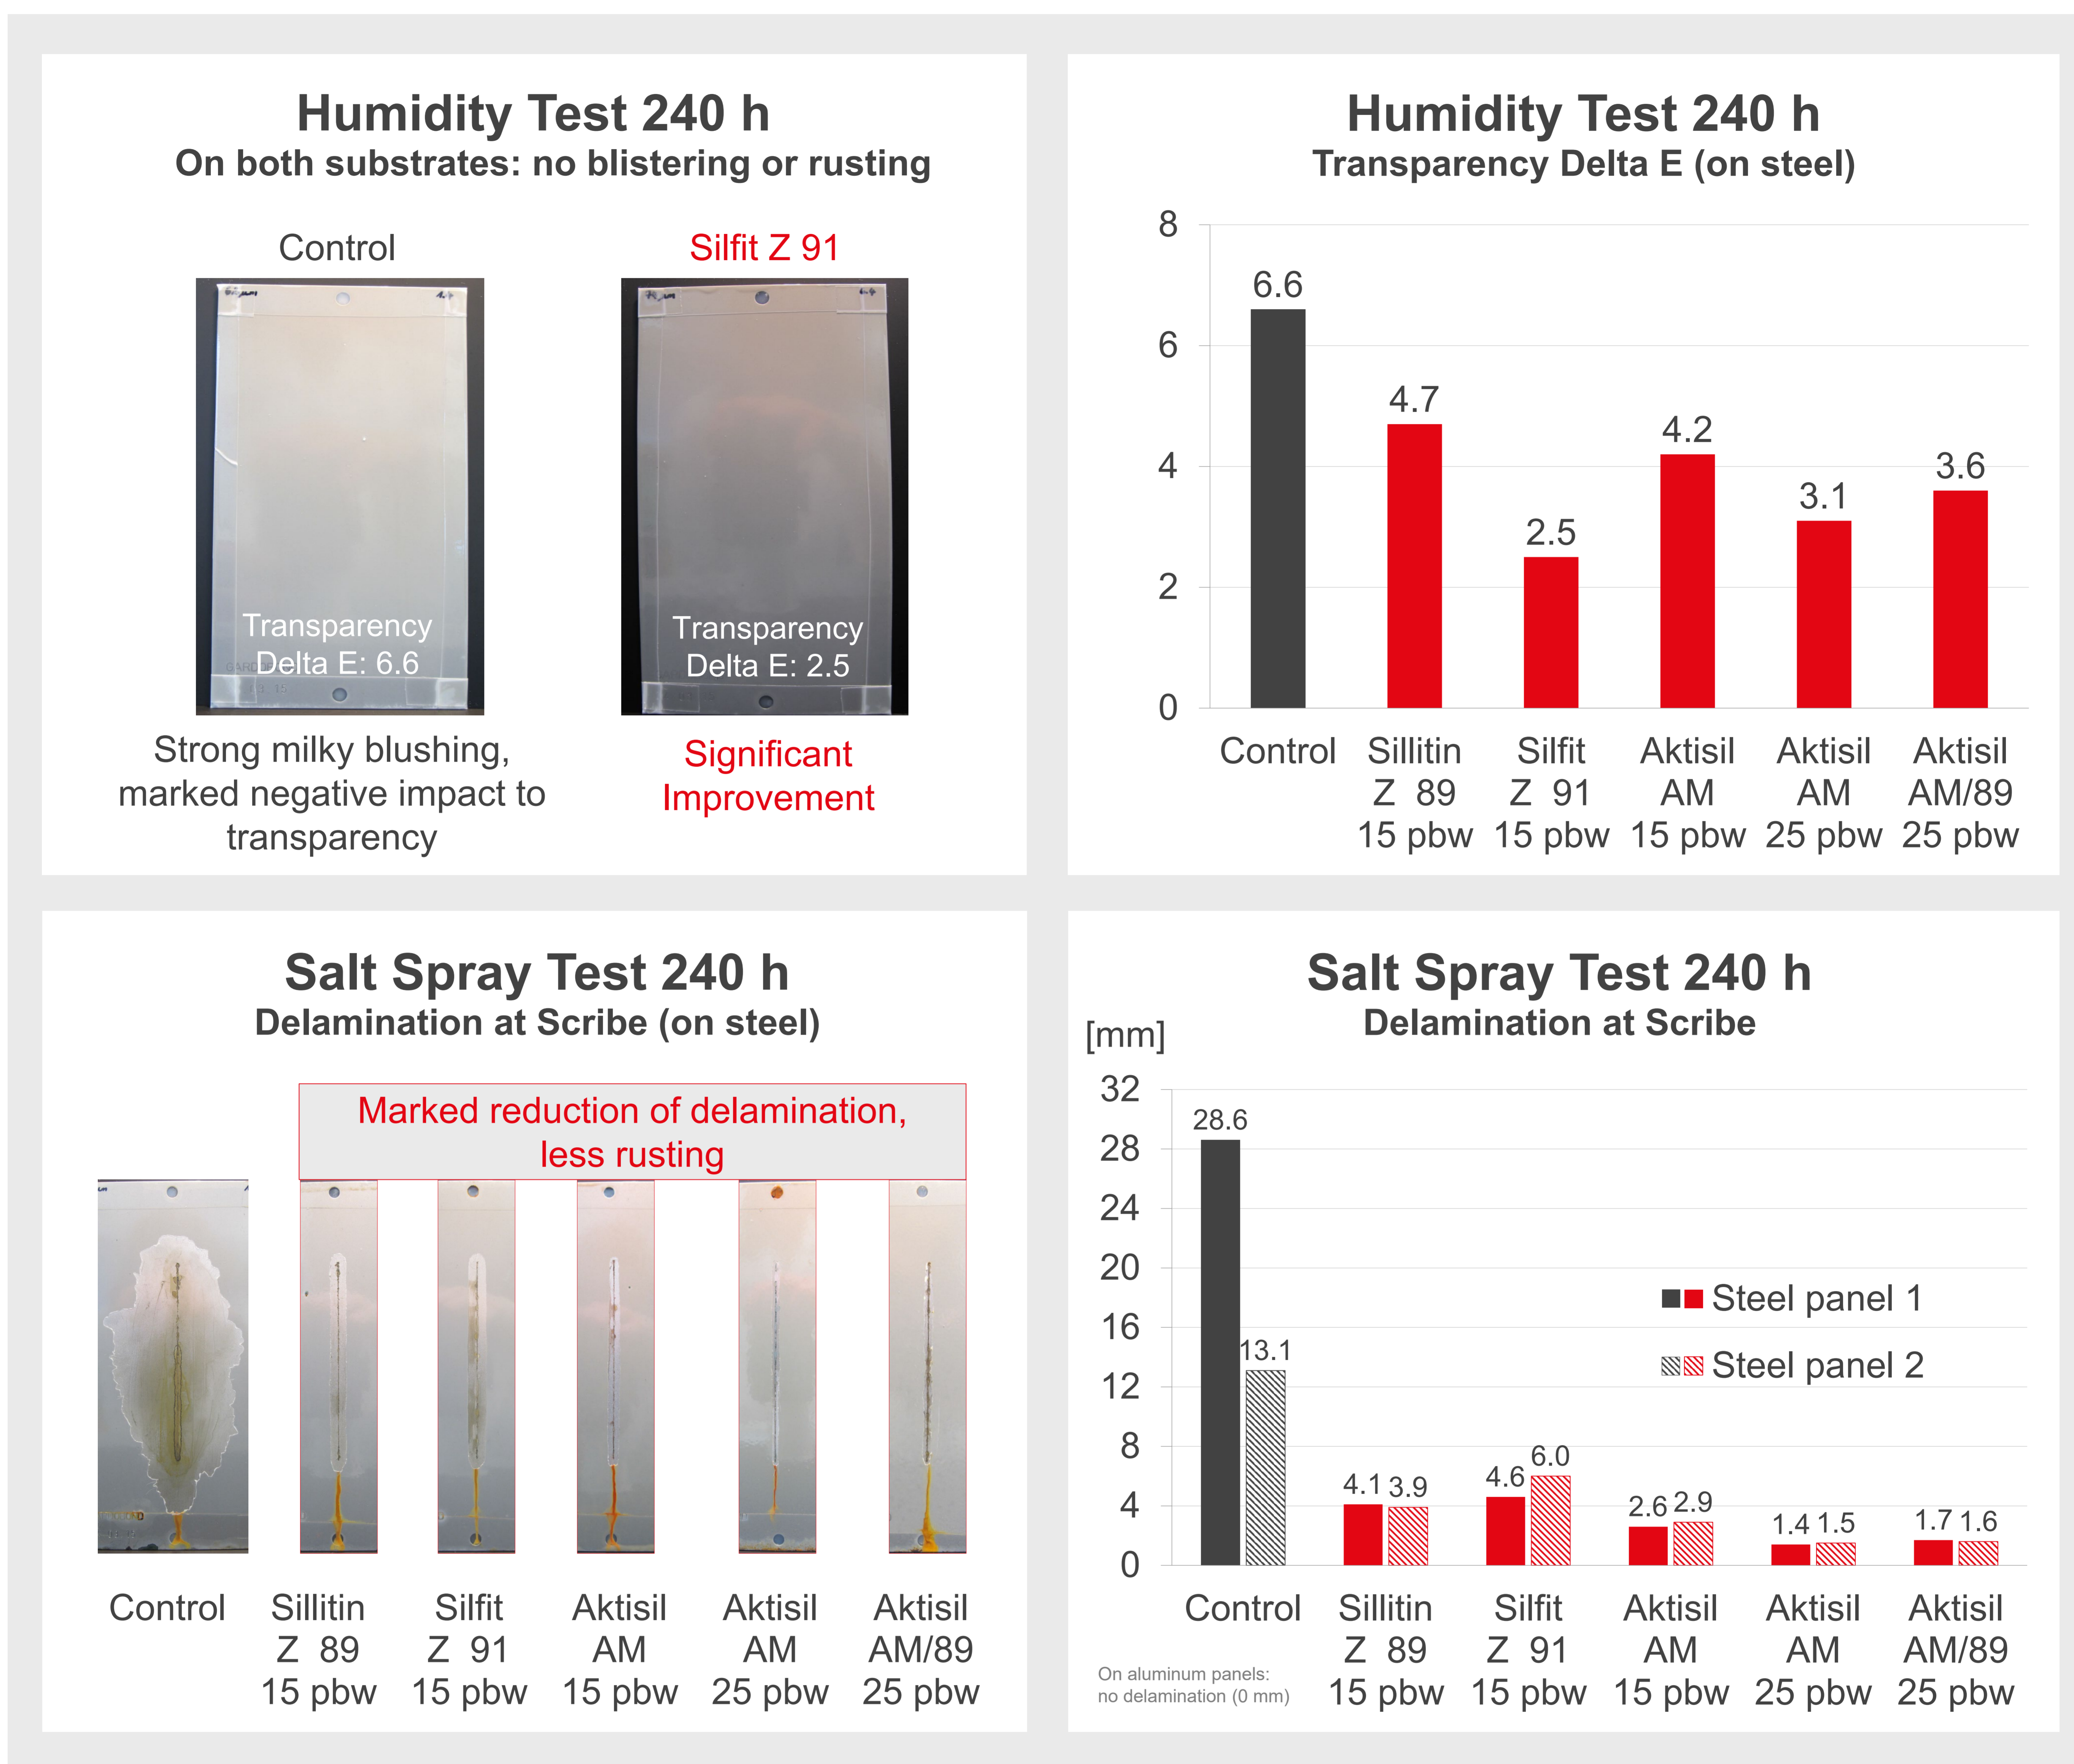 Humidity Test 240 h
On both substrates: no blistering or rusting
Control
Silfit Z 91
Transparency
Delta E: 6.6
Transparency
Delta E: 2.5
Strong milky blushing,
marked negative impact to
transparency
Significant
Improvement
Humidity Test 240 h
Transparency Delta E (on steel)
8
6
4
2
0
6.6
4.7
2.5
4.2
3.1
3.6
Control
Sillitin
Z 89
15 pbw
Silfit
Z 91
15 pbw
Aktisil
AM
15 pbw
Aktisil
AM
25 pbw
Aktisil
AM/89
25 pbw
Salt Spray Test 240 h
Delamination at Scribe (on steel)
Marked reduction of delamination,
less rusting
Control
Sillitin
Z 89
15 pbw
Silfit
Z 91
15 pbw
Aktisil
AM
15 pbw
Aktisil
AM
25 pbw
Aktisil
AM/89
25 pbw
Salt Spray Test 240 h
Delamination at Scribe
[mm]
32
28
24
20
16
12
8
4
0
28.6
13.1
4.1
3.9
4.6
6.0
2.6
2.9
1.4
1.5
1.7
1.6
Steel panel 1
Steel panel 2
Control
Sillitin
Z 89
15 pbw
Silfit
Z 91
15 pbw
Aktisil
AM
15 pbw
Aktisil
AM
25 pbw
Aktisil
AM/89
25 pbw
On aluminum panels:
no delamination (0 mm)